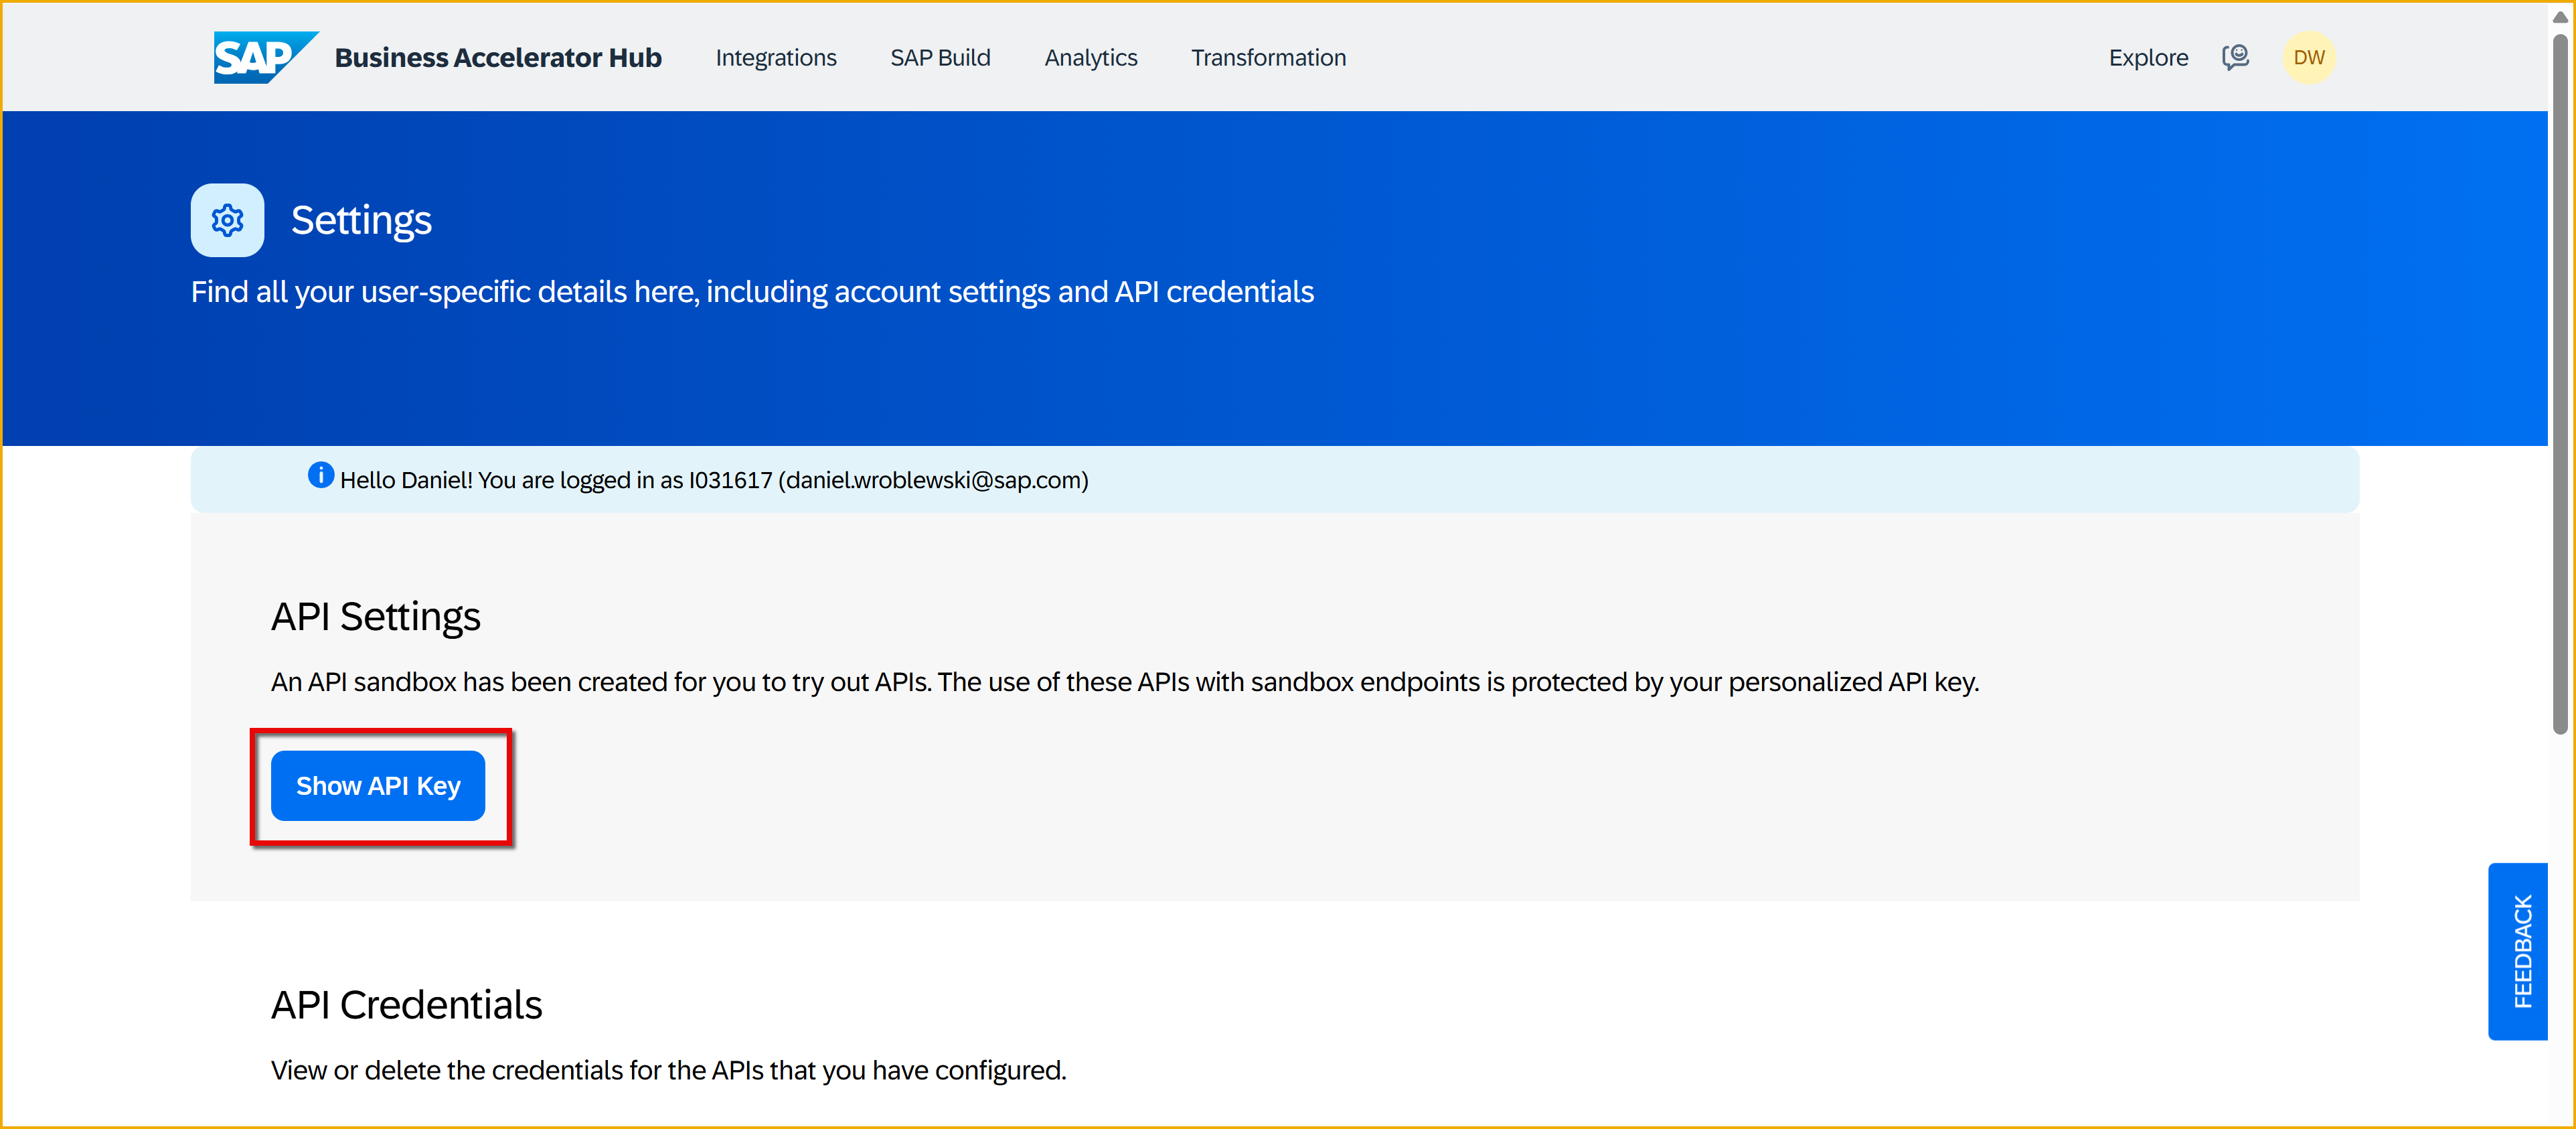 SAP Business Accelerator Hub Integrations SAP Build Analytics Transformation Explore DW
Settings
Find all your user-specific details here, including account settings and API credentials
Hello Daniel! You are logged in as I031617 (daniel.wroblewski@sap.com)
API Settings
An API sandbox has been created for you to try out APIs. The use of these APIs with sandbox endpoints is protected by your personalized API key.
Show API Key
FEEDBACK
API Credentials
View or delete the credentials for the APIs that you have configured.